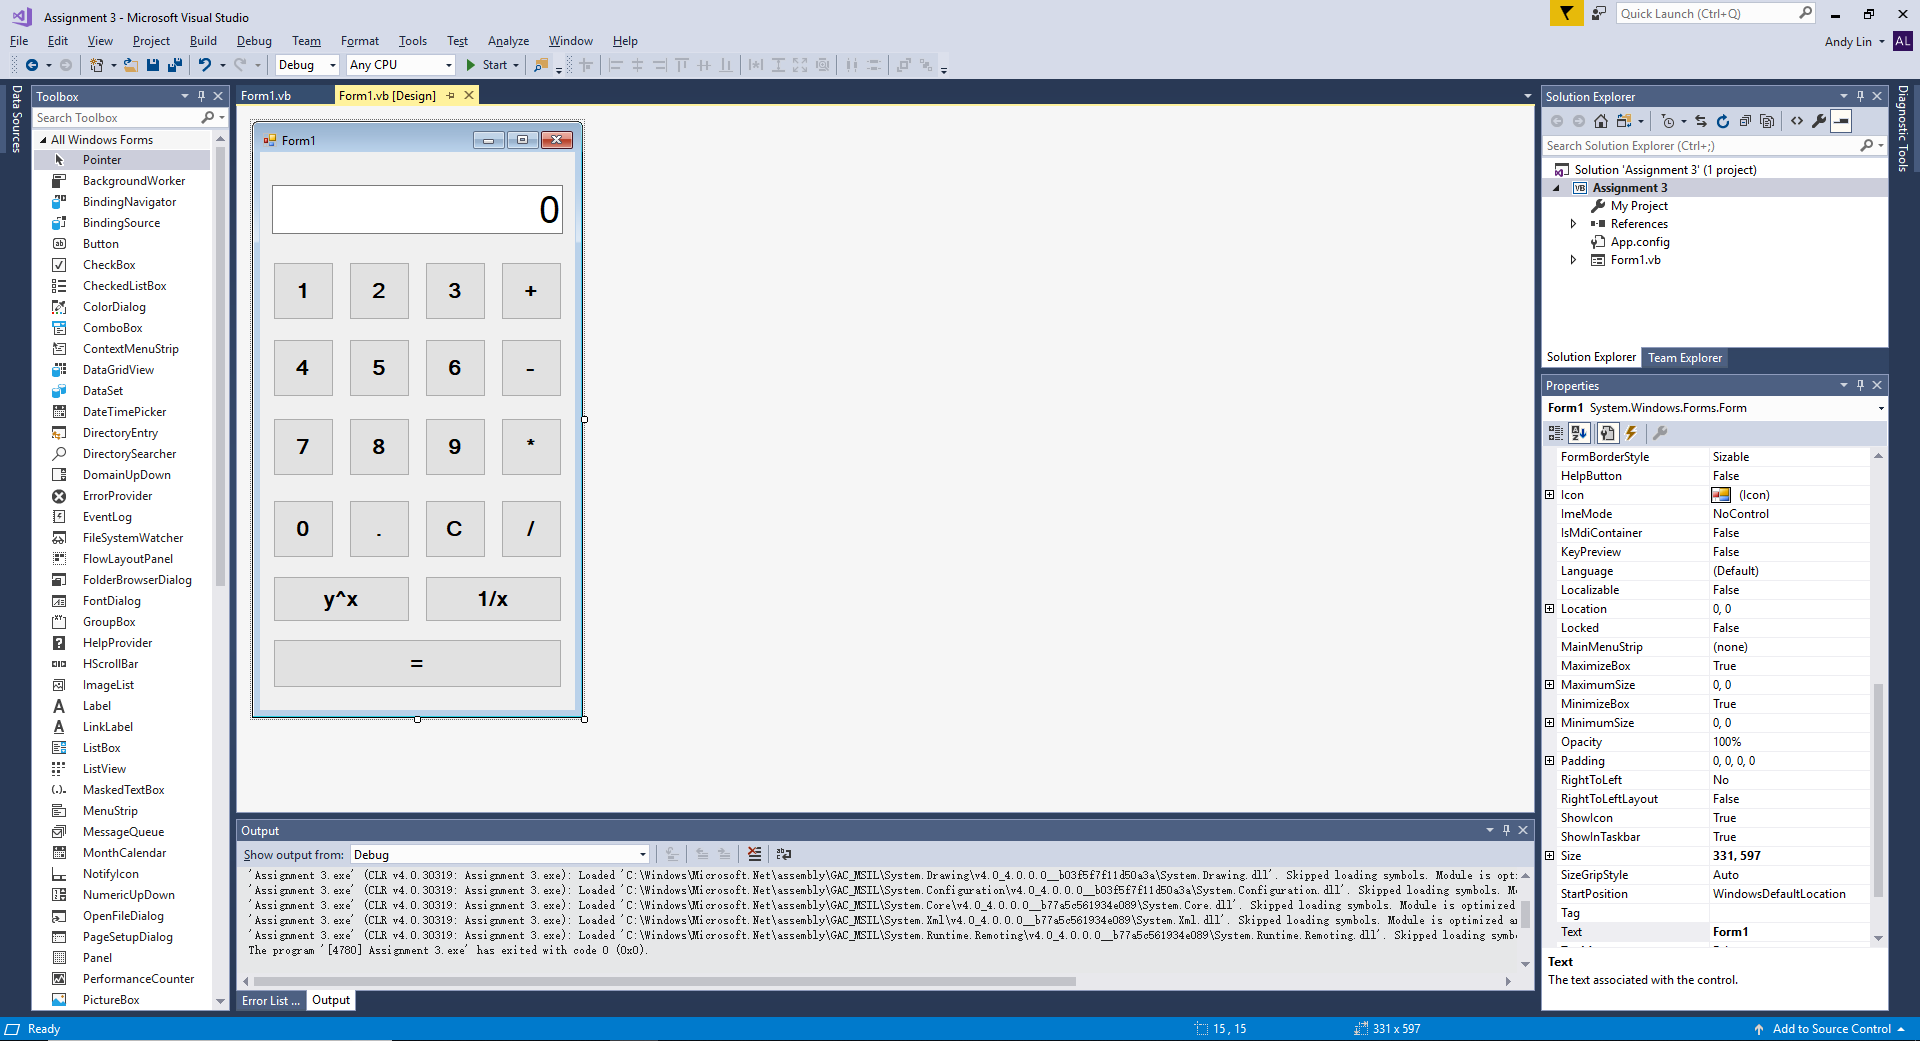 Assignment 3 - Microsoft Visual Studio
Quick Launch (Ctrl+Q)
File Edit View Project Build Debug Team Format Tools Test Analyze Window Help
Andy Lin AL
Debug Any CPU Start
Data Sources
Toolbox
Search Toolbox
All Windows Forms
Pointer
BackgroundWorker
BindingNavigator
BindingSource
Button
CheckBox
CheckedListBox
ColorDialog
ComboBox
ContextMenuStrip
DataGridView
DataSet
DateTimePicker
DirectoryEntry
DirectorySearcher
DomainUpDown
ErrorProvider
EventLog
FileSystemWatcher
FlowLayoutPanel
FolderBrowserDialog
FontDialog
GroupBox
HelpProvider
HScrollBar
ImageList
Label
LinkLabel
ListBox
ListView
MaskedTextBox
MenuStrip
MessageQueue
MonthCalendar
NotifyIcon
NumericUpDown
OpenFileDialog
PageSetupDialog
Panel
PerformanceCounter
PictureBox
Form1.vb Form1.vb [Design]
Form1
0
1 2 3 +
4 5 6 -
7 8 9 *
0 . C /
y^x 1/x
=
Output
Show output from: Debug
'Assignment 3.exe' (CLR v4.0.30319: Assignment 3.exe): Loaded 'C:\Windows\Microsoft.Net\assembly\GAC_MSIL\System.Drawing\v4.0_4.0.0.0__b03f5f7f11d50a3a\System.Drawing.dll'. Skipped loading symbols. Module is opt
'Assignment 3.exe' (CLR v4.0.30319: Assignment 3.exe): Loaded 'C:\Windows\Microsoft.Net\assembly\GAC_MSIL\System.Configuration\v4.0_4.0.0.0__b03f5f7f11d50a3a\System.Configuration.dll'. Skipped loading symbols. M
'Assignment 3.exe' (CLR v4.0.30319: Assignment 3.exe): Loaded 'C:\Windows\Microsoft.Net\assembly\GAC_MSIL\System.Core\v4.0_4.0.0.0__b77a5c561934e089\System.Core.dll'. Skipped loading symbols. Module is optimized
'Assignment 3.exe' (CLR v4.0.30319: Assignment 3.exe): Loaded 'C:\Windows\Microsoft.Net\assembly\GAC_MSIL\System.Xml\v4.0_4.0.0.0__b77a5c561934e089\System.Xml.dll'. Skipped loading symbols. Module is optimized a
'Assignment 3.exe' (CLR v4.0.30319: Assignment 3.exe): Loaded 'C:\Windows\Microsoft.Net\assembly\GAC_MSIL\System.Runtime.Remoting\v4.0_4.0.0.0__b77a5c561934e089\System.Runtime.Remoting.dll'. Skipped loading symb
The program '[4780] Assignment 3.exe' has exited with code 0 (0x0).
Error List ... Output
Solution Explorer
Search Solution Explorer (Ctrl+;)
Solution 'Assignment 3' (1 project)
VB Assignment 3
My Project
References
App.config
Form1.vb
Solution Explorer Team Explorer
Properties
Form1 System.Windows.Forms.Form
FormBorderStyle Sizable
HelpButton False
Icon (Icon)
ImeMode NoControl
IsMdiContainer False
KeyPreview False
Language (Default)
Localizable False
Location 0, 0
Locked False
MainMenuStrip (none)
MaximizeBox True
MaximumSize 0, 0
MinimizeBox True
MinimumSize 0, 0
Opacity 100%
Padding 0, 0, 0, 0
RightToLeft No
RightToLeftLayout False
ShowIcon True
ShowInTaskbar True
Size 331, 597
SizeGripStyle Auto
StartPosition WindowsDefaultLocation
Tag
Text Form1
Text
The text associated with the control.
Diagnostic Tools
Ready 15 , 15 331 x 597 Add to Source Control